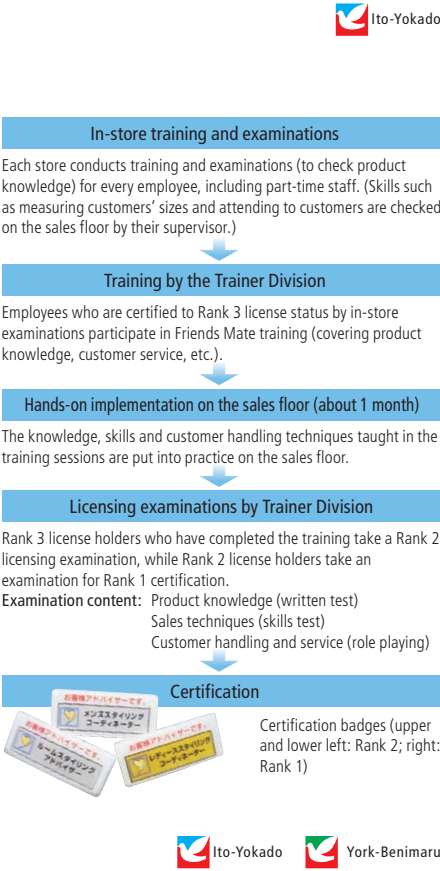 Ito-Yokado
In-store training and examinations
Each store conducts training and examinations (to check product
knowledge) for every employee, including part-time staff. (Skills such
as measuring customers' sizes and attending to customers are checked
on the sales floor by their supervisor.)
Training by the Trainer Division
Employees who are certified to Rank 3 license status by in-store
examinations participate in Friends Mate training (covering product
knowledge, customer service, etc.).
Hands-on implementation on the sales floor (about 1 month)
The knowledge, skills and customer handling techniques taught in the
training sessions are put into practice on the sales floor.
Licensing examinations by Trainer Division
Rank 3 license holders who have completed the training take a Rank 2
licensing examination, while Rank 2 license holders take an
examination for Rank 1 certification.
Examination content: Product knowledge (written test)
Sales techniques (skills test)
Customer handling and service (role playing)
Certification
お客様アドバイザーです。
メンズスタイリング
コーディネーター
お客様アドバイザーです。
ルームスタイリング
アドバイザー
お客様アドバイザーです。
レディーススタイリング
コーディネーター
Certification badges (upper
and lower left: Rank 2; right:
Rank 1)
Ito-Yokado York-Benimaru